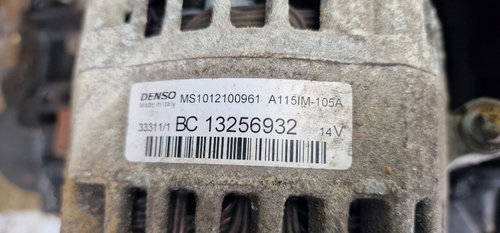 DENSO MS1012100961 A115IM-105A
Made in Italy
33311/1 BC 13256932 14V